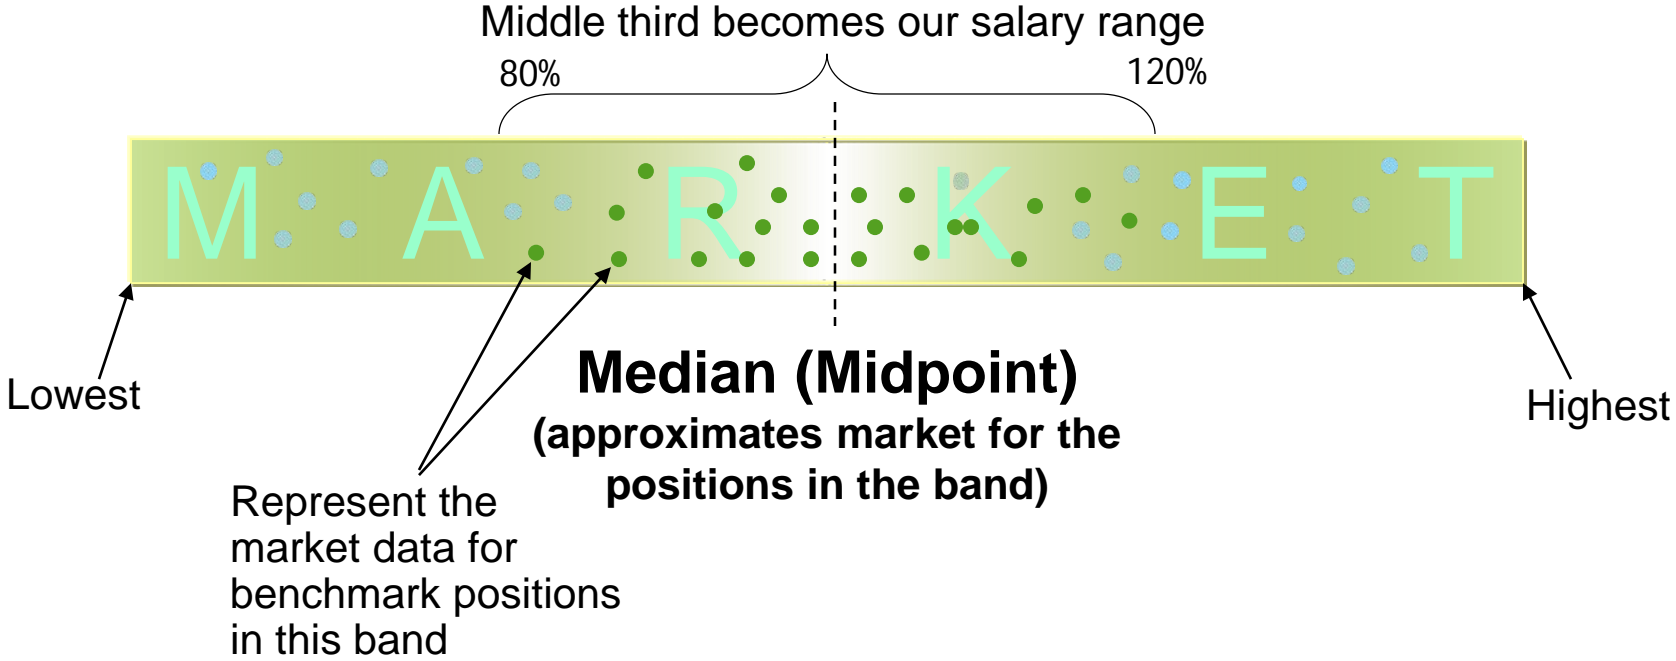 Middle third becomes our salary range
80%
120%
M A R K E T
Lowest
Median (Midpoint)
(approximates market for the
positions in the band)
Highest
Represent the
market data for
benchmark positions
in this band